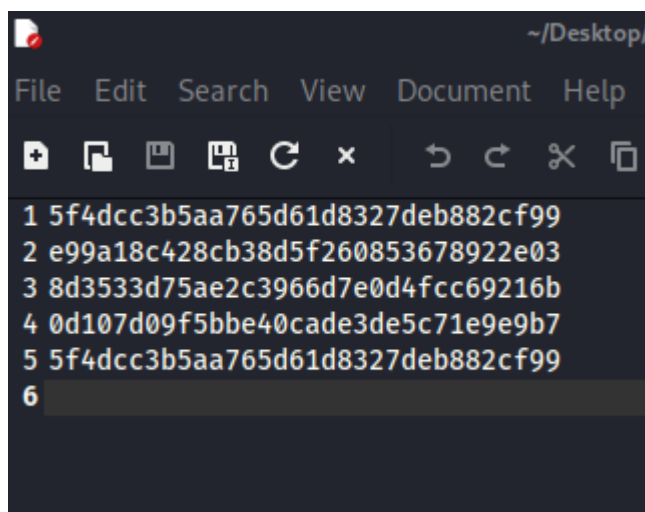 ~/Desktop/
File Edit Search View Document Help
1 5f4dcc3b5aa765d61d8327deb882cf99
2 e99a18c428cb38d5f260853678922e03
3 8d3533d75ae2c3966d7e0d4fcc69216b
4 0d107d09f5bbe40cade3de5c71e9e9b7
5 5f4dcc3b5aa765d61d8327deb882cf99
6